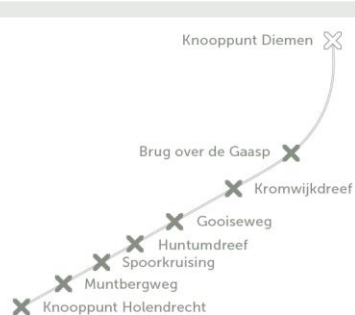 Knooppunt Diemen
Brug over de Gaasp
Kromwijkdreef
Gooiseweg
Huntumdreef
Spoorkruising
Muntbergweg
Knooppunt Holendrecht